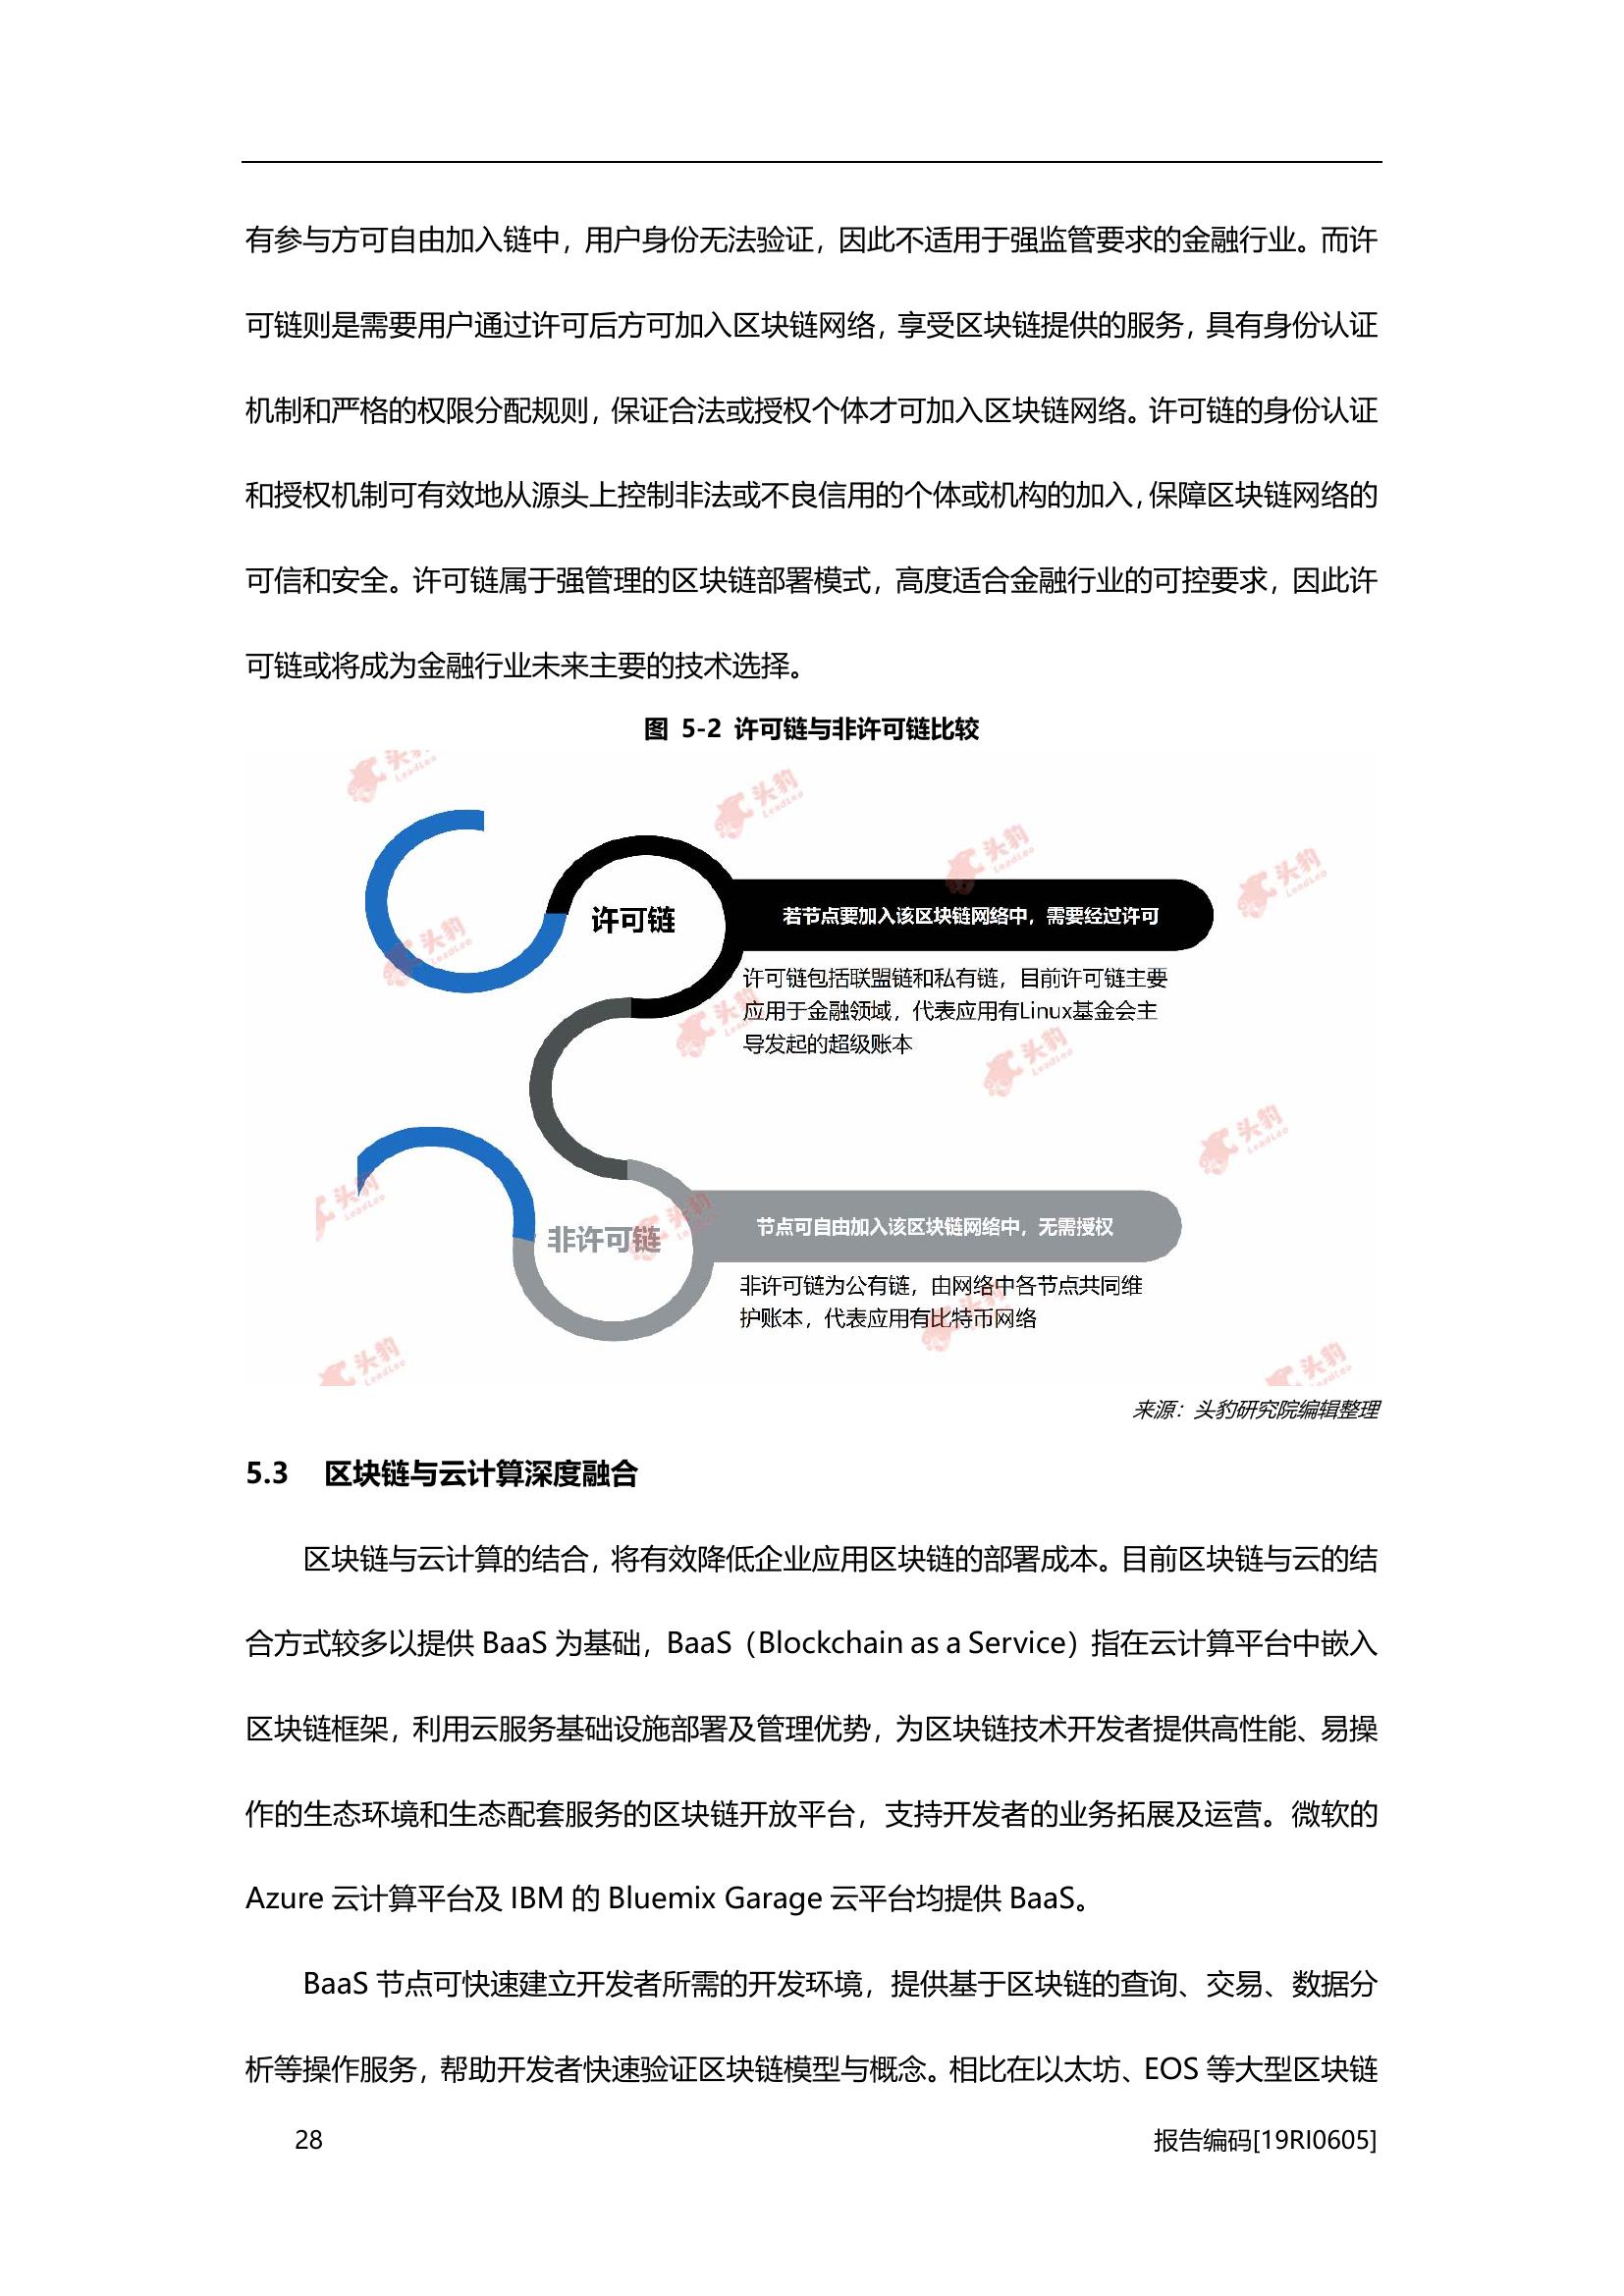 有参与方可自由加入链中，用户身份无法验证，因此不适用于强监管要求的金融行业。而许
可链则是需要用户通过许可后方可加入区块链网络，享受区块链提供的服务，具有身份认证
机制和严格的权限分配规则，保证合法或授权个体才可加入区块链网络。许可链的身份认证
和授权机制可有效地从源头上控制非法或不良信用的个体或机构的加入，保障区块链网络的
可信和安全。许可链属于强管理的区块链部署模式，高度适合金融行业的可控要求，因此许
可链或将成为金融行业未来主要的技术选择。
图 5-2 许可链与非许可链比较
许可链
若节点要加入该区块链网络中，需要经过许可
许可链包括联盟链和私有链，目前许可链主要
应用于金融领域，代表应用有Linux基金会主
导发起的超级账本
非许可链
节点可自由加入该区块链网络中，无需授权
非许可链为公有链，由网络中各节点共同维
护账本，代表应用有比特币网络
头豹
LeadLeo
来源：头豹研究院编辑整理
5.3 区块链与云计算深度融合
区块链与云计算的结合，将有效降低企业应用区块链的部署成本。目前区块链与云的结
合方式较多以提供 BaaS 为基础，BaaS（Blockchain as a Service）指在云计算平台中嵌入
区块链框架，利用云服务基础设施部署及管理优势，为区块链技术开发者提供高性能、易操
作的生态环境和生态配套服务的区块链开放平台，支持开发者的业务拓展及运营。微软的
Azure 云计算平台及 IBM 的 Bluemix Garage 云平台均提供 BaaS。
BaaS 节点可快速建立开发者所需的开发环境，提供基于区块链的查询、交易、数据分
析等操作服务，帮助开发者快速验证区块链模型与概念。相比在以太坊、EOS 等大型区块链
28
报告编码[19RI0605]